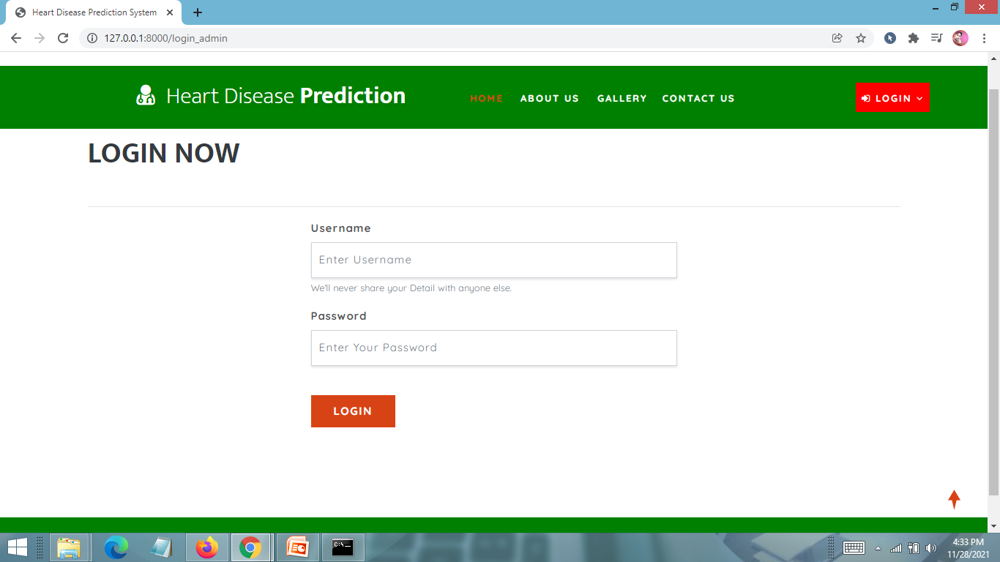 Heart Disease Prediction System
127.0.0.1:8000/login_admin
Heart Disease Prediction
HOME ABOUT US GALLERY CONTACT US
LOGIN
LOGIN NOW
Username
Enter Username
We'll never share your Detail with anyone else.
Password
Enter Your Password
LOGIN
C:\
4:33 PM
11/28/2021